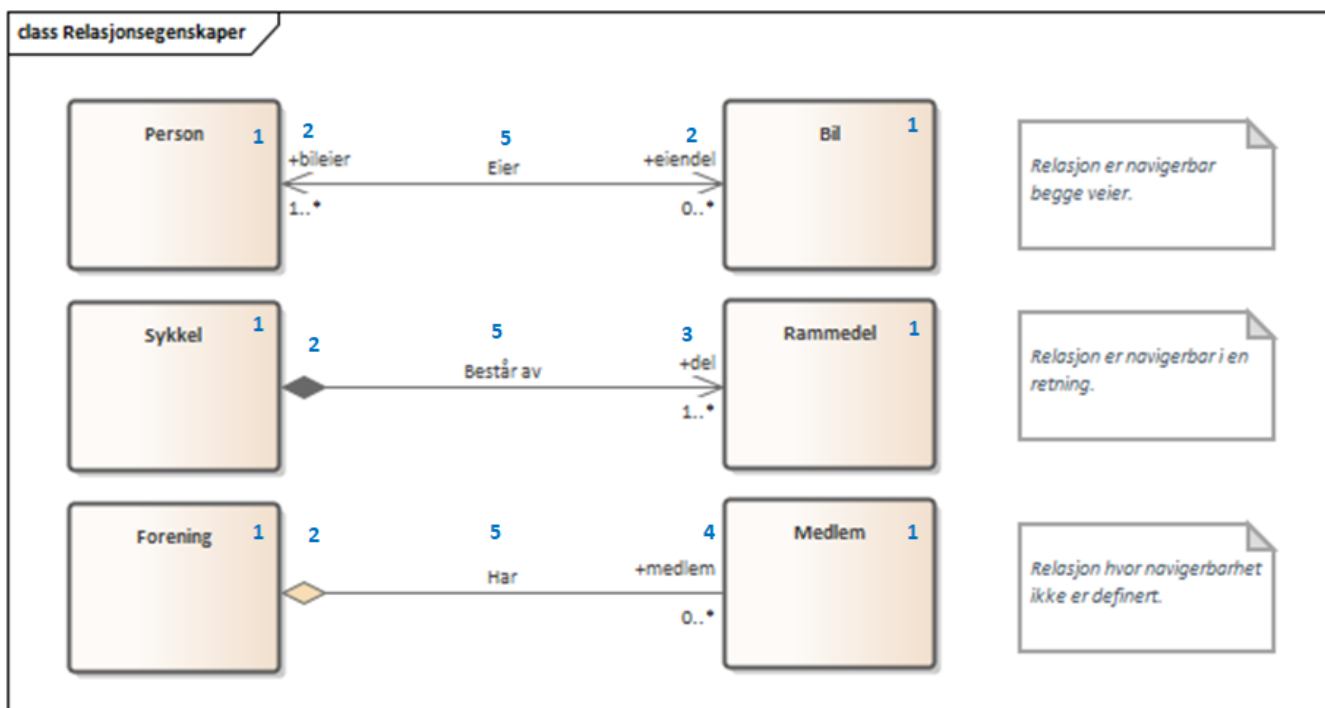 class Relasjonsegenskaper
Person 1
2
+bileier
1..*
5
Eier
2
+eiendel
0..*
Bil 1
Relasjon er navigerbar
begge veier.
Sykkel 1
2
5
Består av
3
+del
1..*
Rammedel 1
Relasjon er navigerbar i en
retning.
Forening 1
2
5
Har
4
+medlem
0..*
Medlem 1
Relasjon hvor navigerbarhet
ikke er definert.